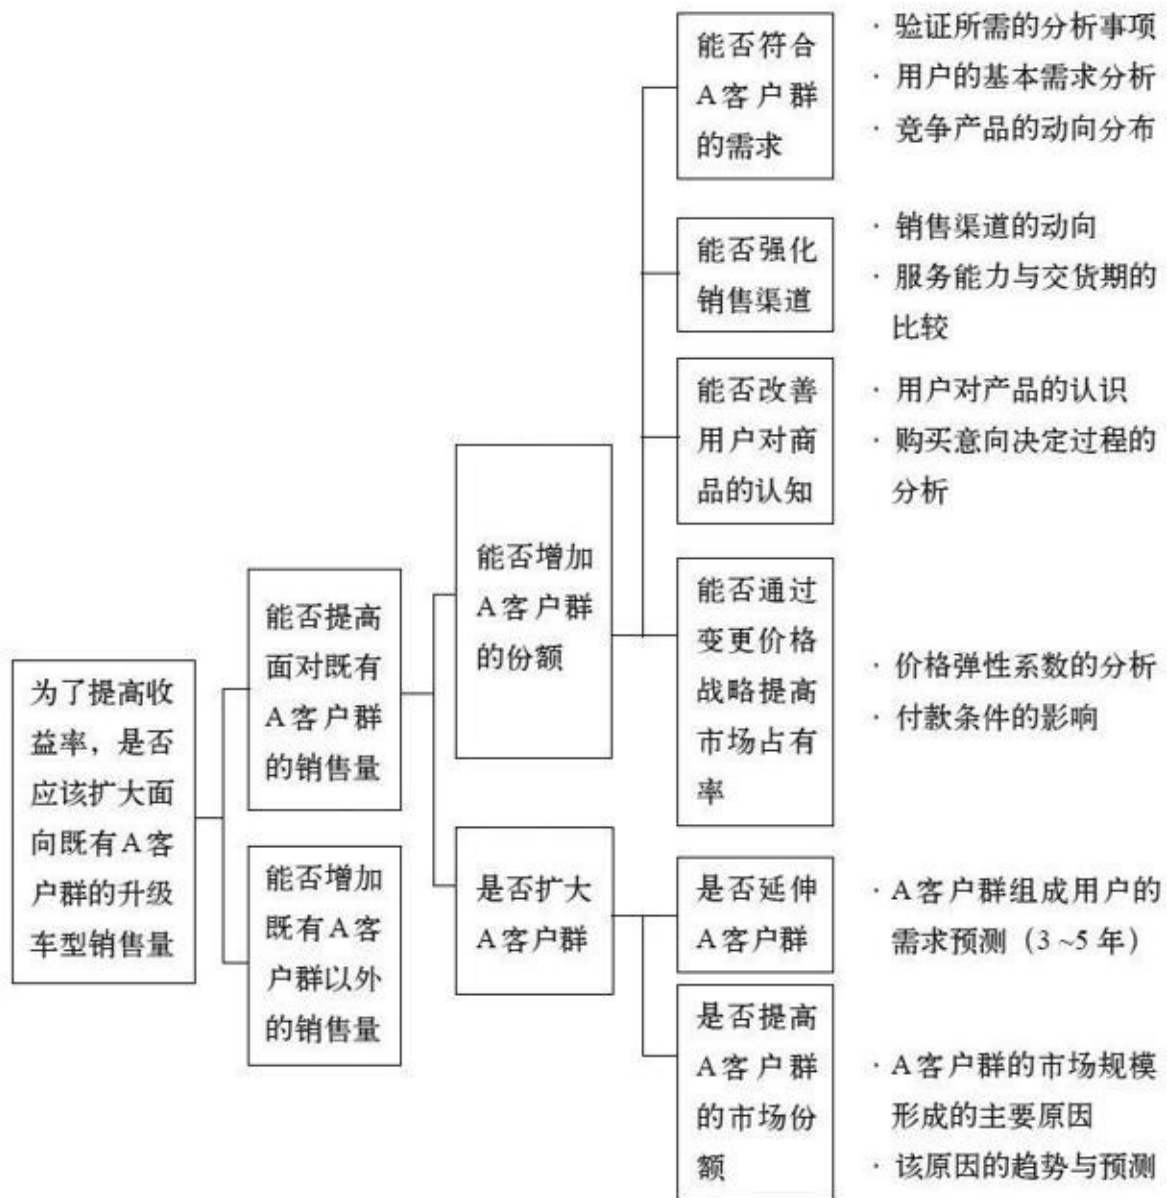 为了提高收
益率，是否
应该扩大面
向既有A客
户群的升级
车型销售量
能否提高
面对既有
A客户群
的销售量
能否增加
既有A客
户群以外
的销售量
能否增加
A客户群
的份额
是否扩大
A客户群
能否符合
A客户群
的需求
· 验证所需的分析事项
· 用户的基本需求分析
· 竞争产品的动向分布
能否强化
销售渠道
· 销售渠道的动向
· 服务能力与交货期的
比较
能否改善
用户对商
品的认知
· 用户对产品的认识
· 购买意向决定过程的
分析
能否通过
变更价格
战略提高
市场占有
率
· 价格弹性系数的分析
· 付款条件的影响
是否延伸
A客户群
· A客户群组成用户的
需求预测（3~5年）
是否提高
A客户群
的市场份
额
· A客户群的市场规模
形成的主要原因
· 该原因的趋势与预测